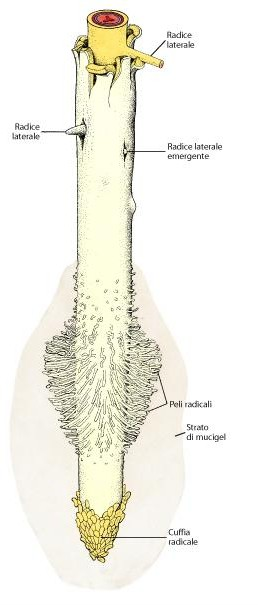 Radice
laterale
Radice
laterale
Radice laterale
emergente
Peli radicali
Strato
di mucigel
Cuffia
radicale